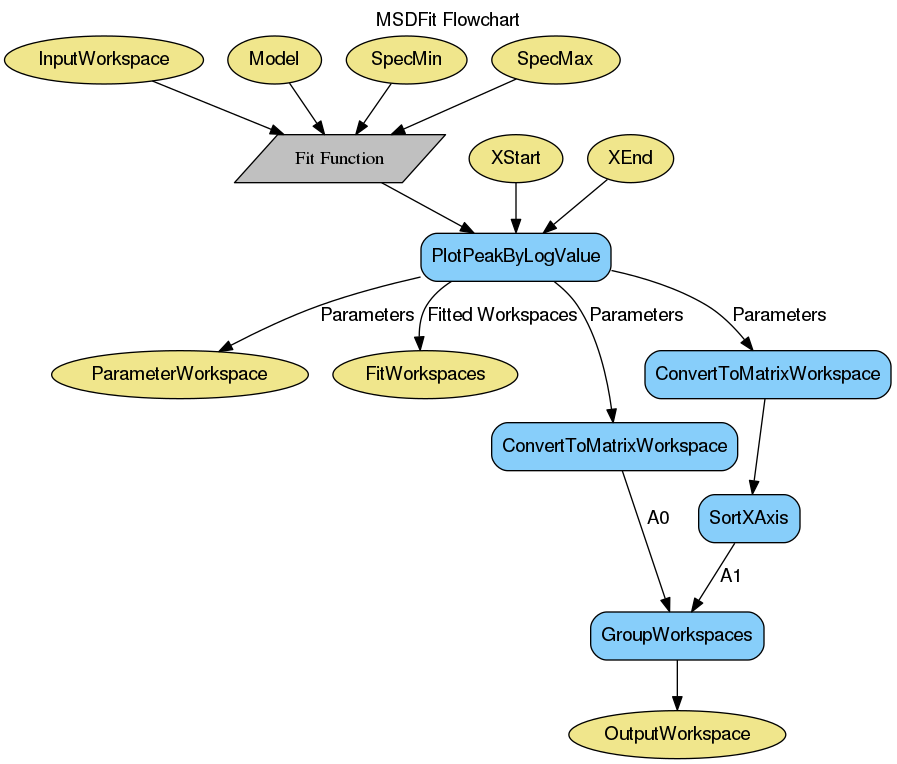 MSDFit Flowchart
InputWorkspace
Model
SpecMin
SpecMax
Fit Function
XStart
XEnd
PlotPeakByLogValue
Parameters
Fitted Workspaces
Parameters
Parameters
ParameterWorkspace
FitWorkspaces
ConvertToMatrixWorkspace
ConvertToMatrixWorkspace
A0
SortXAxis
A1
GroupWorkspaces
OutputWorkspace